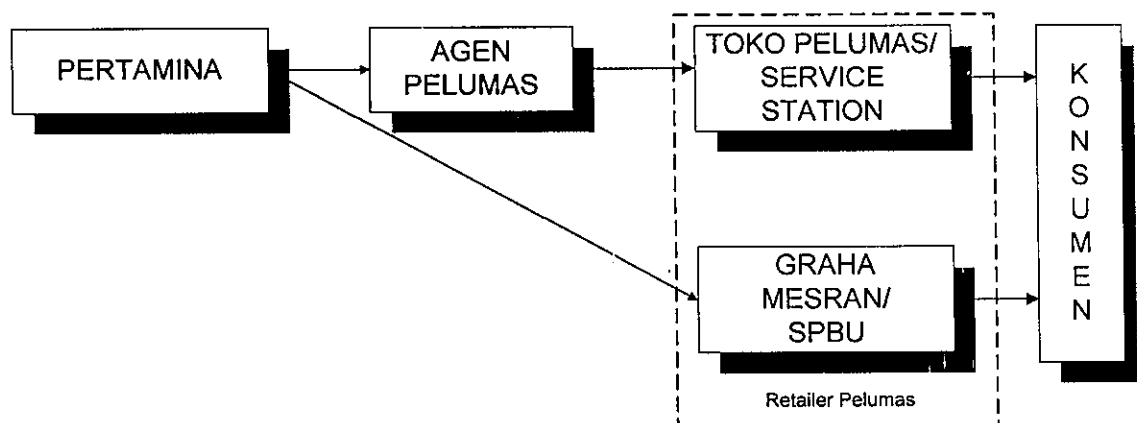 PERTAMINA
AGEN
PELUMAS
TOKO PELUMAS/
SERVICE
STATION
GRAHA
MESRAN/
SPBU
Retailer Pelumas
K
O
N
S
U
M
E
N